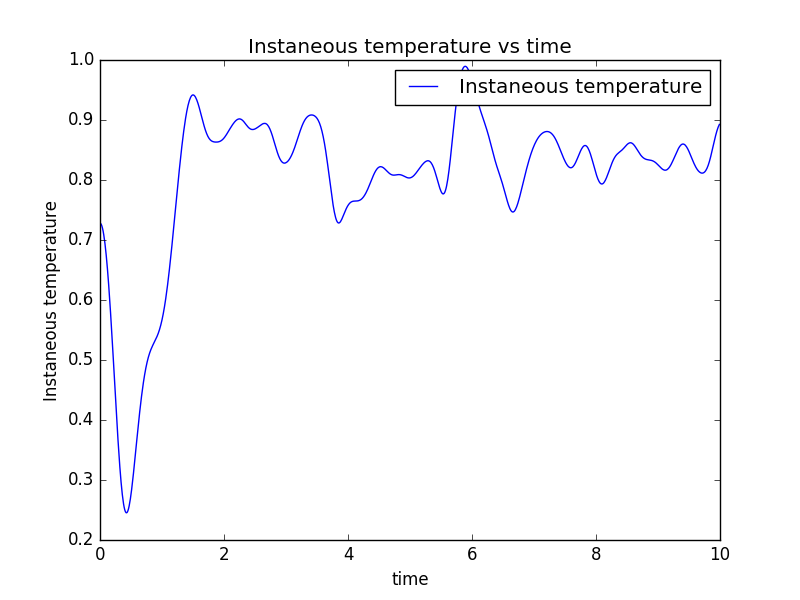 Instaneous temperature vs time
Instaneous temperature
1.0
0.9
0.8
0.7
0.6
0.5
0.4
0.3
0.2
Instaneous temperature
0 2 4 6 8 10
time